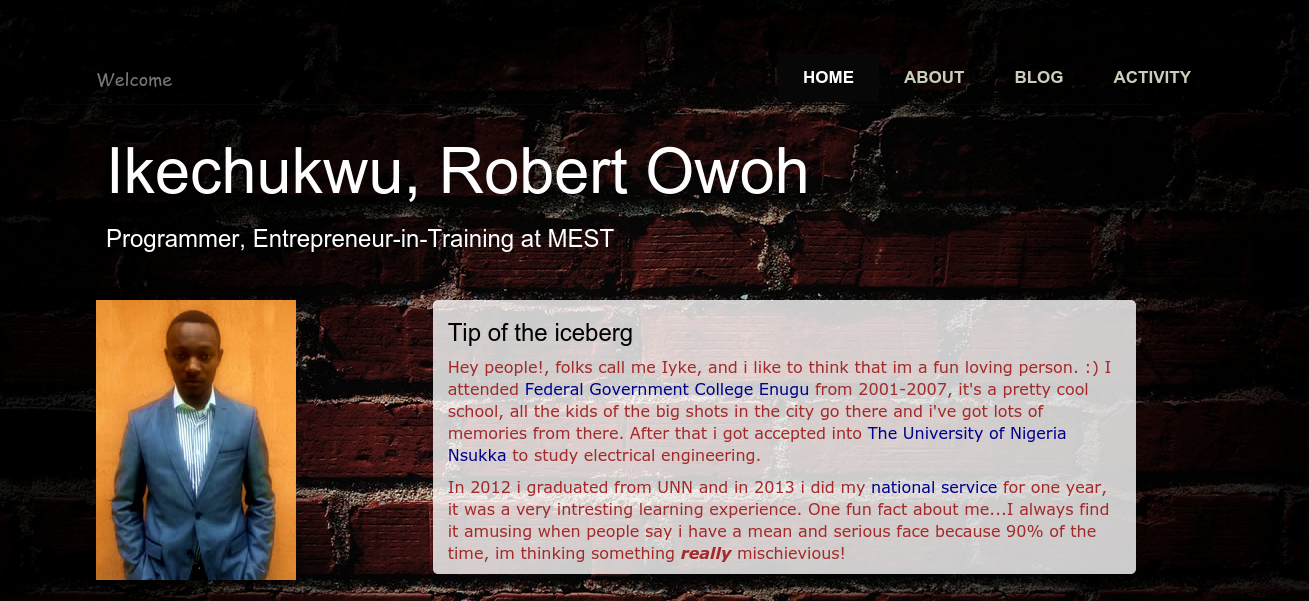 Welcome
HOME ABOUT BLOG ACTIVITY
Ikechukwu, Robert Owoh
Programmer, Entrepreneur-in-Training at MEST
Tip of the iceberg
Hey people!, folks call me Iyke, and i like to think that im a fun loving person. :) I
attended Federal Government College Enugu from 2001-2007, it's a pretty cool
school, all the kids of the big shots in the city go there and i've got lots of
memories from there. After that i got accepted into The University of Nigeria
Nsukka to study electrical engineering.
In 2012 i graduated from UNN and in 2013 i did my national service for one year,
it was a very intresting learning experience. One fun fact about me...I always find
it amusing when people say i have a mean and serious face because 90% of the
time, im thinking something really mischievious!